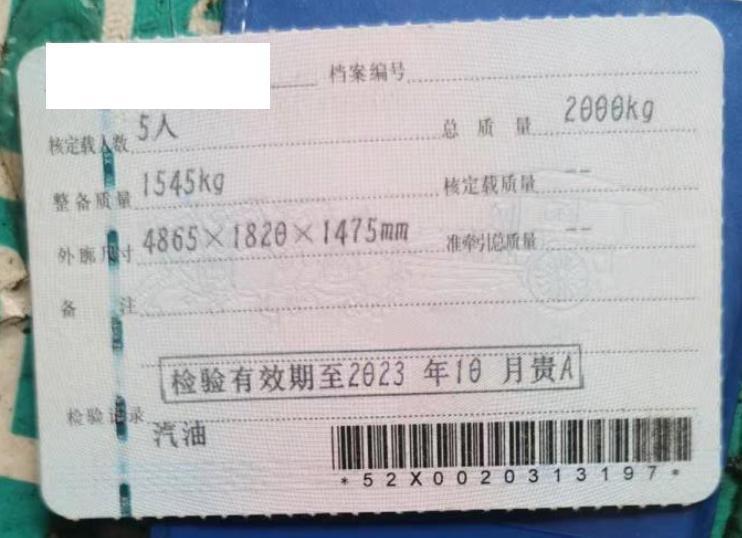 档案编号
核定载人数 5人 总质量 2000kg
整备质量 1545kg 核定载质量 --
外廓尺寸 4865×1820×1475mm 准牵引总质量 --
备注
检验有效期至2023年10月贵A
检验记录
汽油
*52X0020313197*